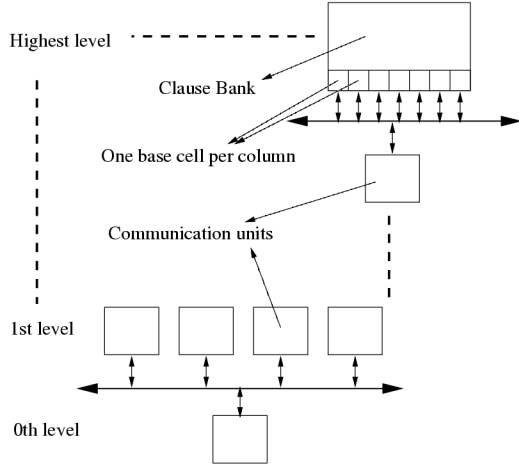 Highest level
Clause Bank
One base cell per column
Communication units
1st level
0th level